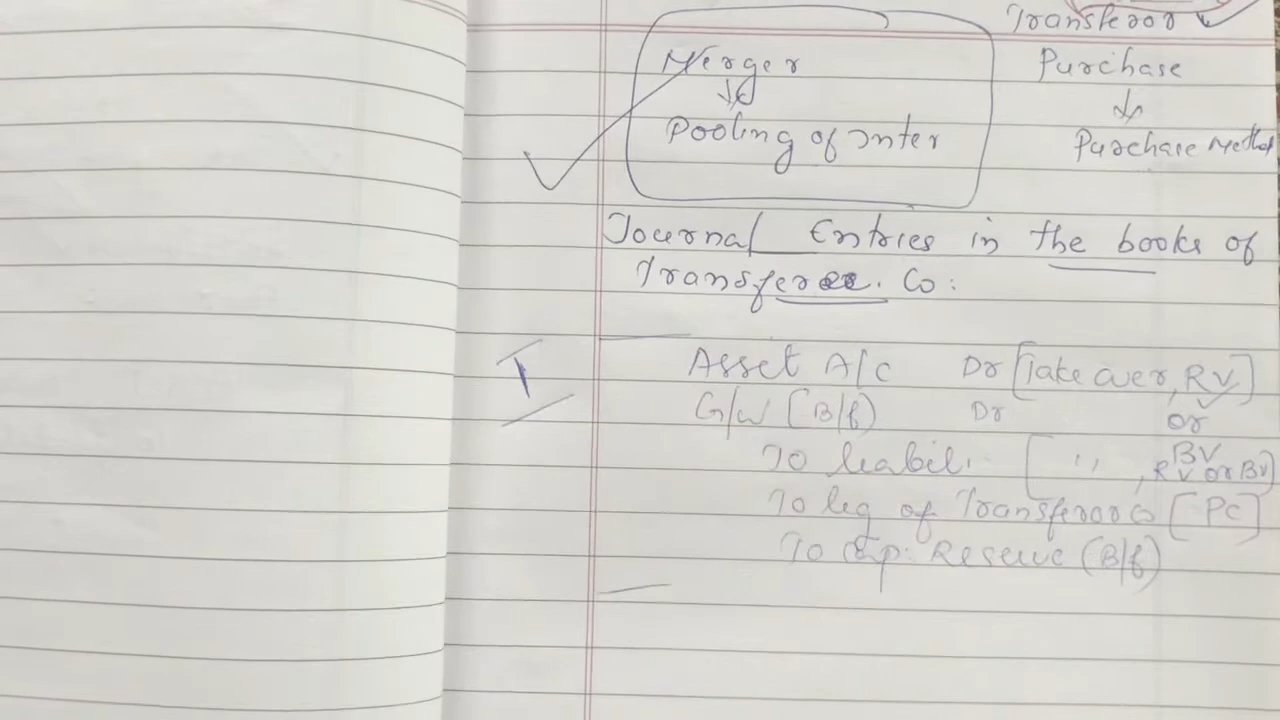 Transferor
Merger
Purchase
Pooling of Inter
Purchase Method
Journal Entries in the books of
Transferee. Co:
I
Asset A/C Dr [Take over, RV]
or
G/W (B/f) Dr
BV
To liabil. [ ,, , RV or BV]
To liq of Transferor Co [PC]
To Cap. Reserve (B/f)